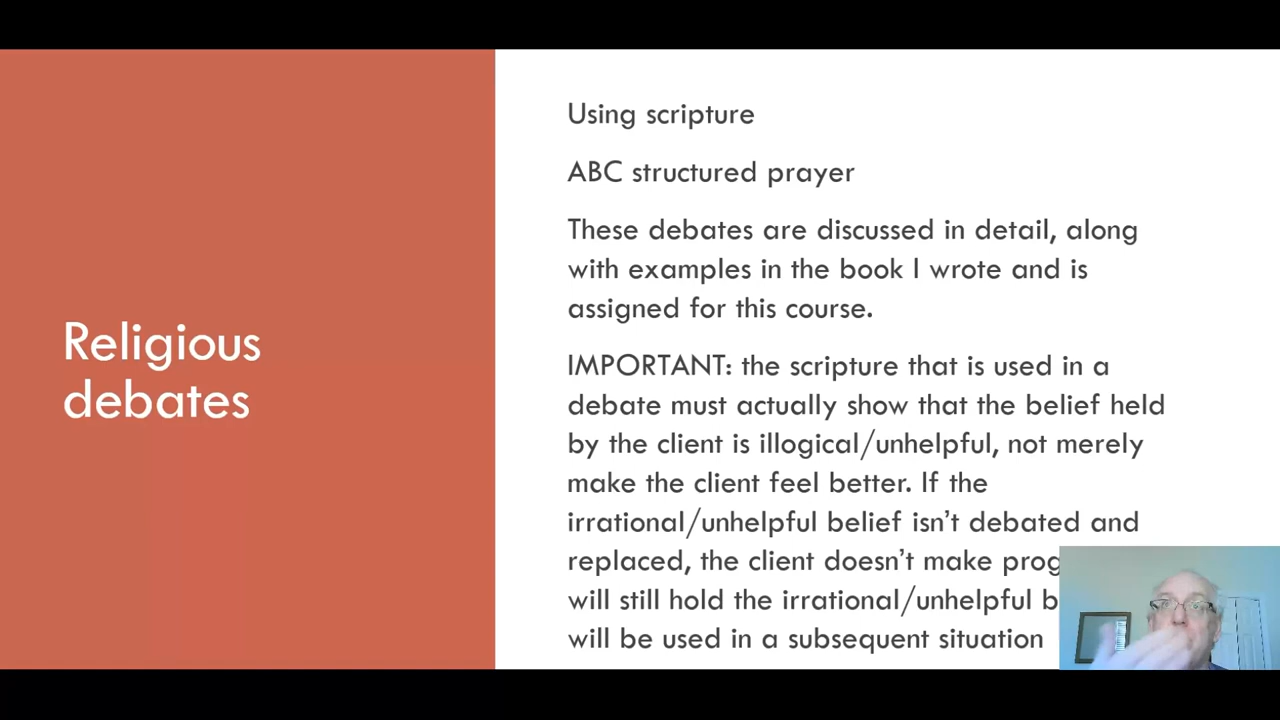 Religious
debates
Using scripture
ABC structured prayer
These debates are discussed in detail, along
with examples in the book I wrote and is
assigned for this course.
IMPORTANT: the scripture that is used in a
debate must actually show that the belief held
by the client is illogical/unhelpful, not merely
make the client feel better. If the
irrational/unhelpful belief isn’t debated and
replaced, the client doesn’t make
will still hold the irrational/unhelpful
will be used in a subsequent situation